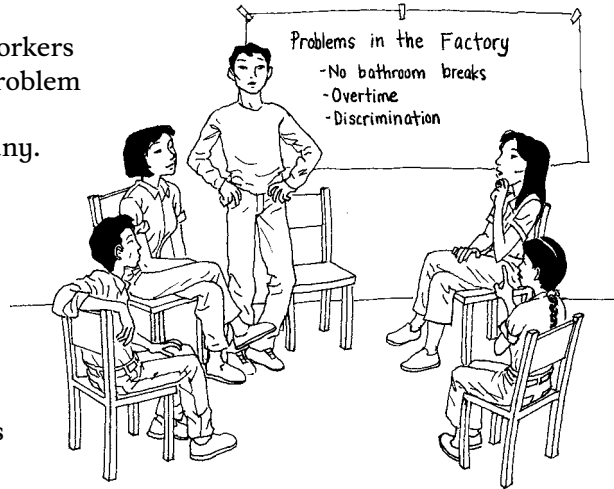 orkers
roblem
ny.
s
Problems in the Factory
-No bathroom breaks
-Overtime
-Discrimination